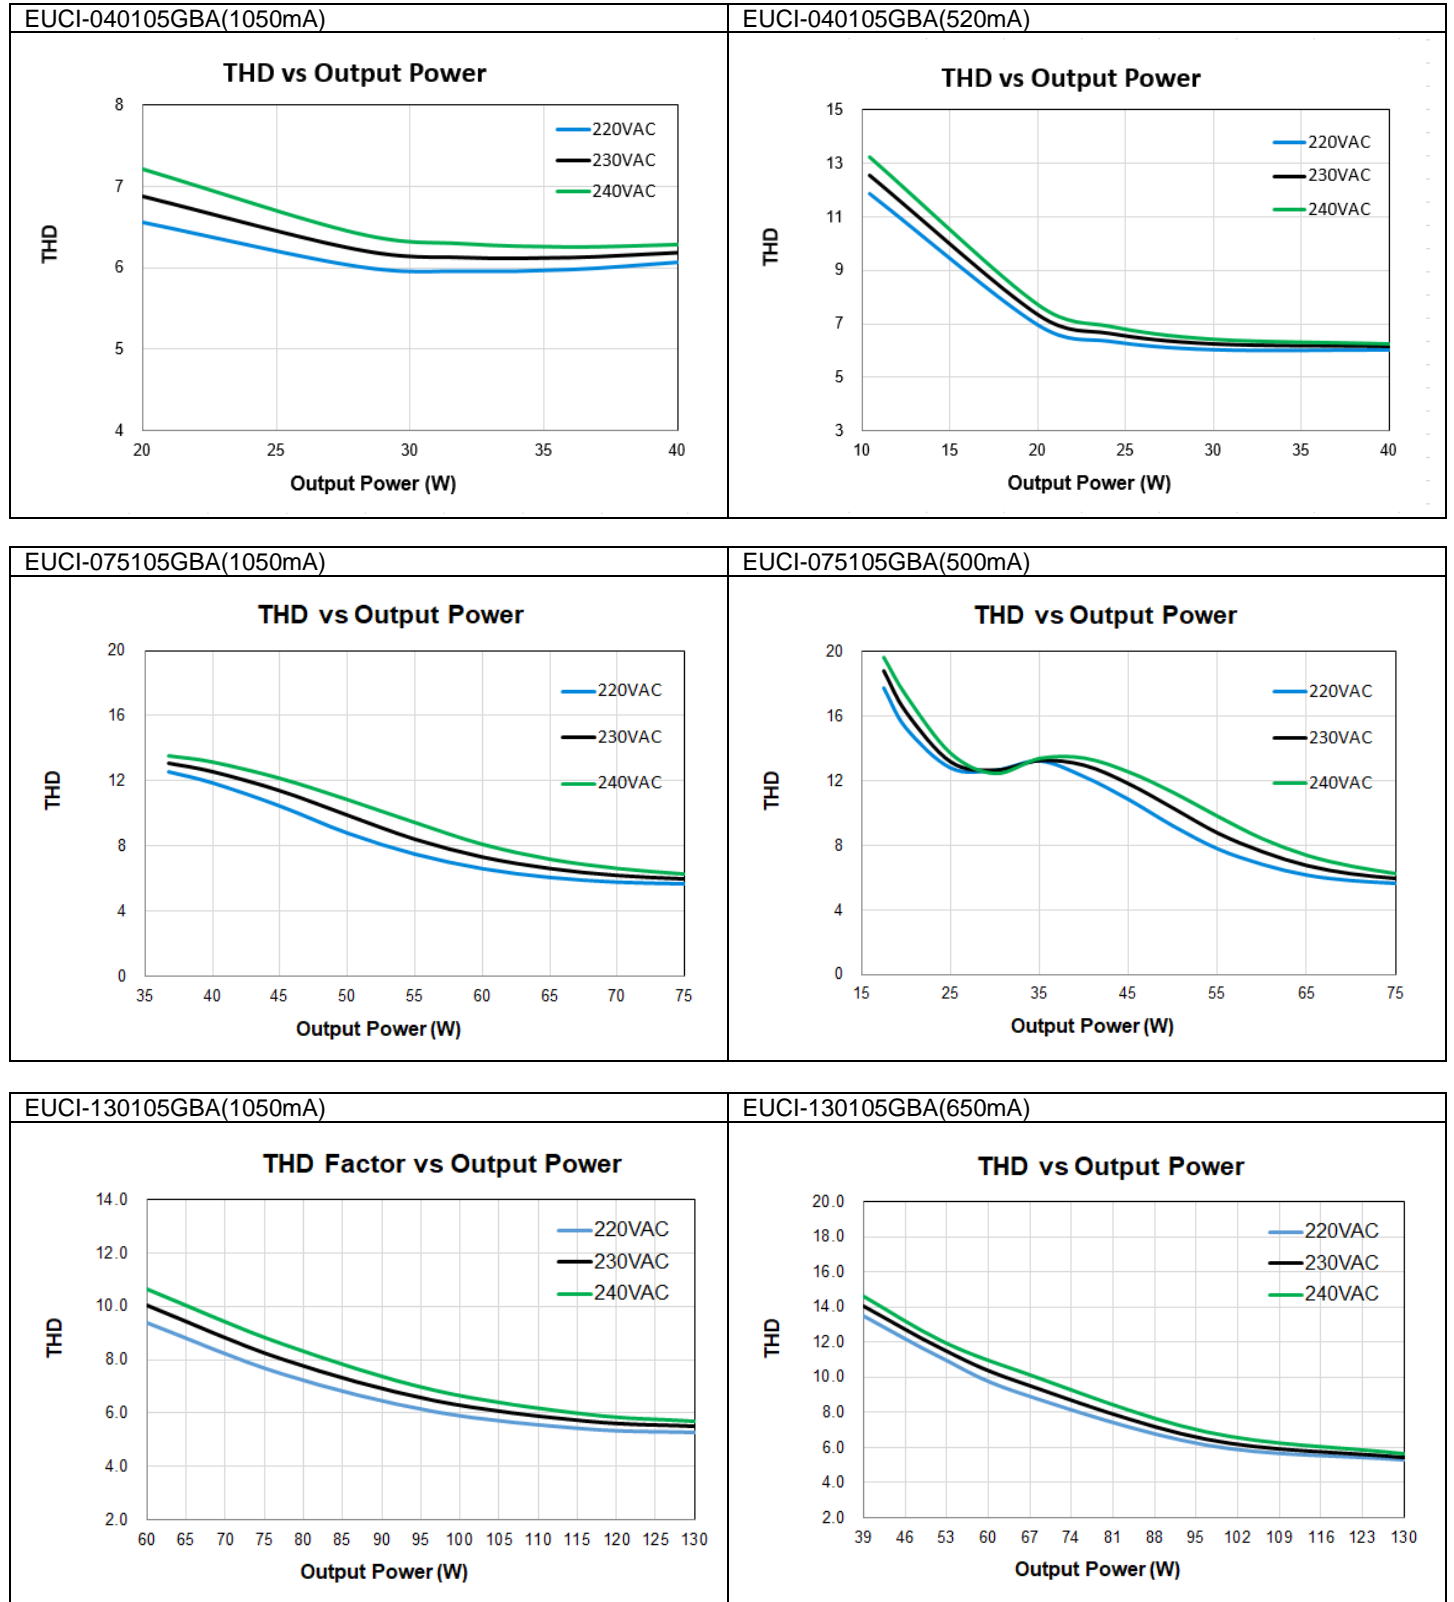 EUCI-040105GBA(1050mA)
THD vs Output Power
8
7
6
5
4
THD
220VAC
230VAC
240VAC
20 25 30 35 40
Output Power (W)
EUCI-040105GBA(520mA)
THD vs Output Power
15
13
11
9
7
5
3
THD
220VAC
230VAC
240VAC
10 15 20 25 30 35 40
Output Power (W)
EUCI-075105GBA(1050mA)
THD vs Output Power
20
16
12
8
4
0
THD
220VAC
230VAC
240VAC
35 40 45 50 55 60 65 70 75
Output Power (W)
EUCI-075105GBA(500mA)
THD vs Output Power
20
16
12
8
4
0
THD
220VAC
230VAC
240VAC
15 25 35 45 55 65 75
Output Power (W)
EUCI-130105GBA(1050mA)
THD Factor vs Output Power
14.0
12.0
10.0
8.0
6.0
4.0
2.0
THD
220VAC
230VAC
240VAC
60 65 70 75 80 85 90 95 100 105 110 115 120 125 130
Output Power (W)
EUCI-130105GBA(650mA)
THD vs Output Power
20.0
18.0
16.0
14.0
12.0
10.0
8.0
6.0
4.0
2.0
THD
220VAC
230VAC
240VAC
39 46 53 60 67 74 81 88 95 102 109 116 123 130
Output Power (W)